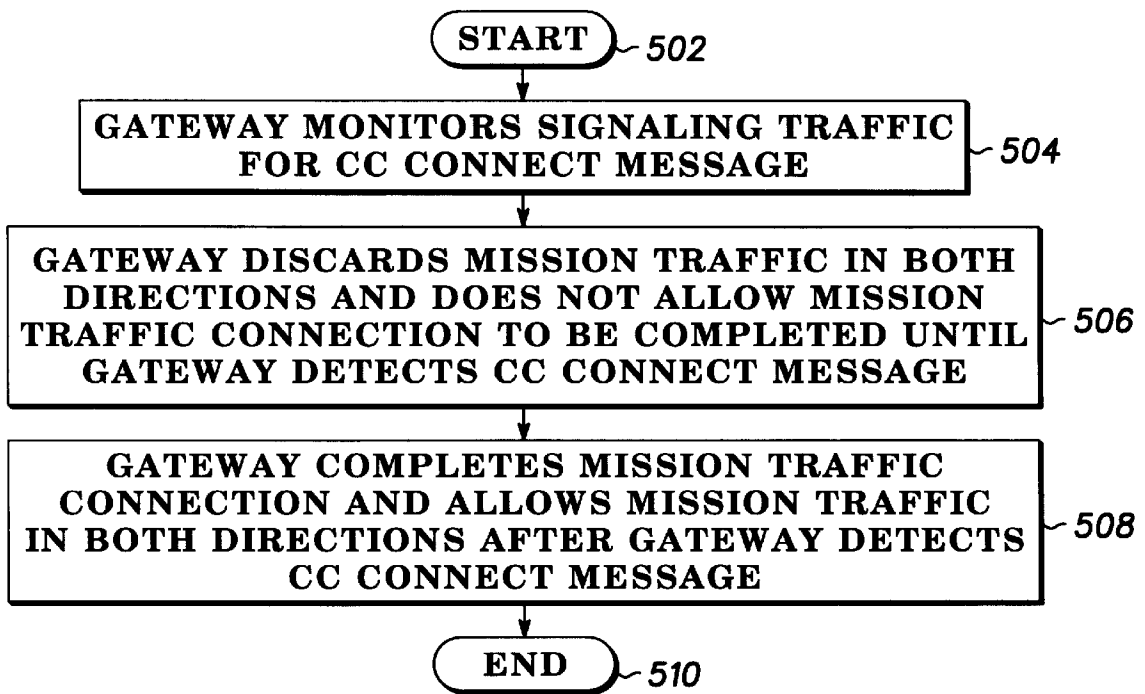 START
502
GATEWAY MONITORS SIGNALING TRAFFIC
FOR CC CONNECT MESSAGE
504
GATEWAY DISCARDS MISSION TRAFFIC IN BOTH
DIRECTIONS AND DOES NOT ALLOW MISSION
TRAFFIC CONNECTION TO BE COMPLETED UNTIL
GATEWAY DETECTS CC CONNECT MESSAGE
506
GATEWAY COMPLETES MISSION TRAFFIC
CONNECTION AND ALLOWS MISSION TRAFFIC
IN BOTH DIRECTIONS AFTER GATEWAY DETECTS
CC CONNECT MESSAGE
508
END
510